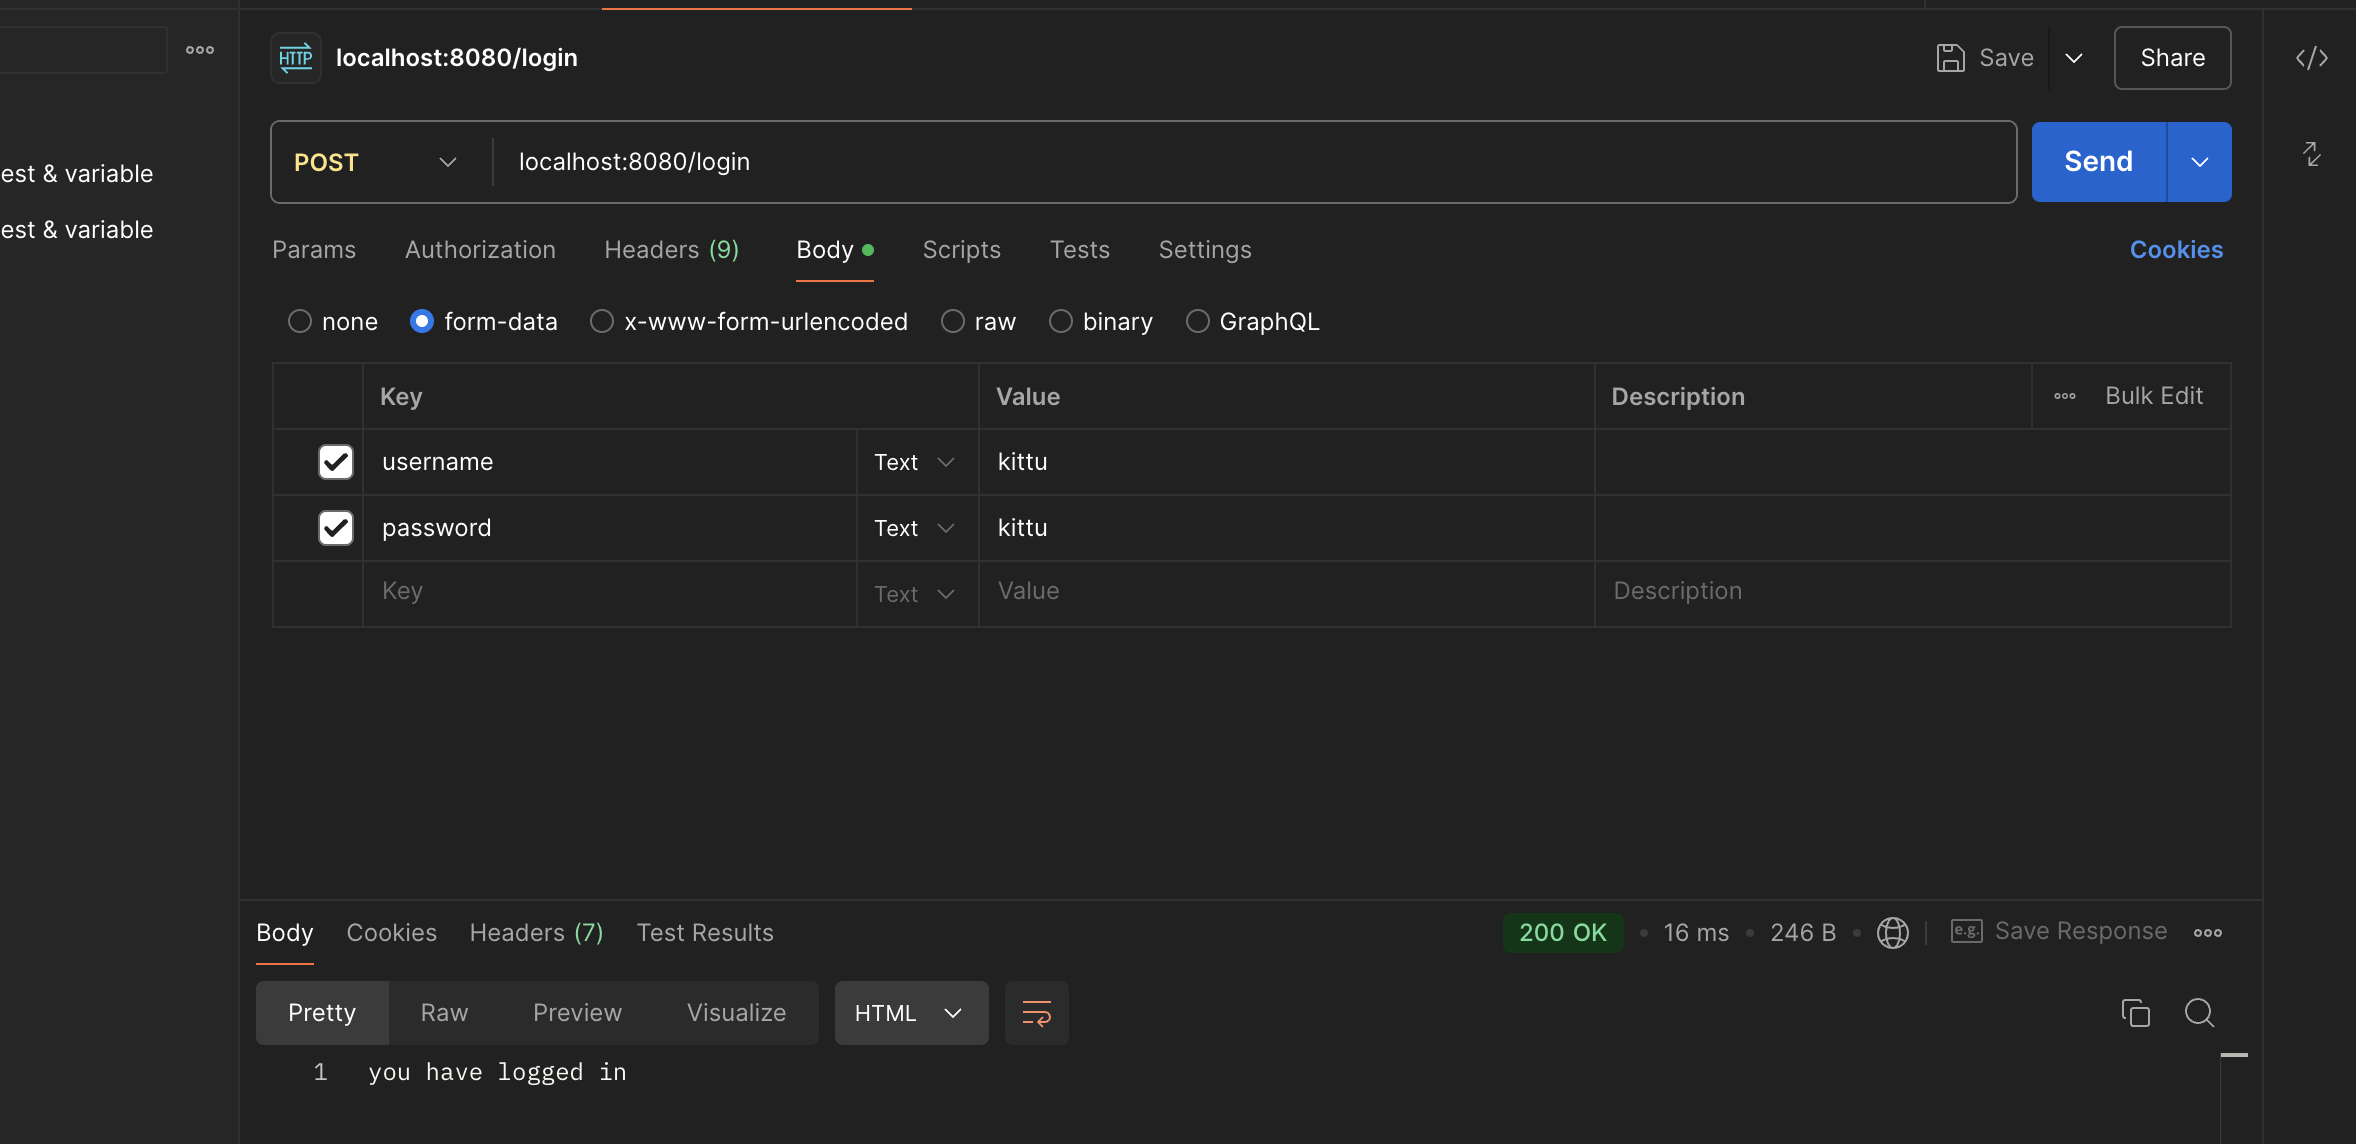 HTTP localhost:8080/login Save Share
POST localhost:8080/login Send
est & variable
est & variable
Params Authorization Headers (9) Body Scripts Tests Settings Cookies
none form-data x-www-form-urlencoded raw binary GraphQL
Key Value Description Bulk Edit
username Text kittu
password Text kittu
Key Text Value Description
Body Cookies Headers (7) Test Results 200 OK 16 ms 246 B e.g. Save Response
Pretty Raw Preview Visualize HTML
1 you have logged in